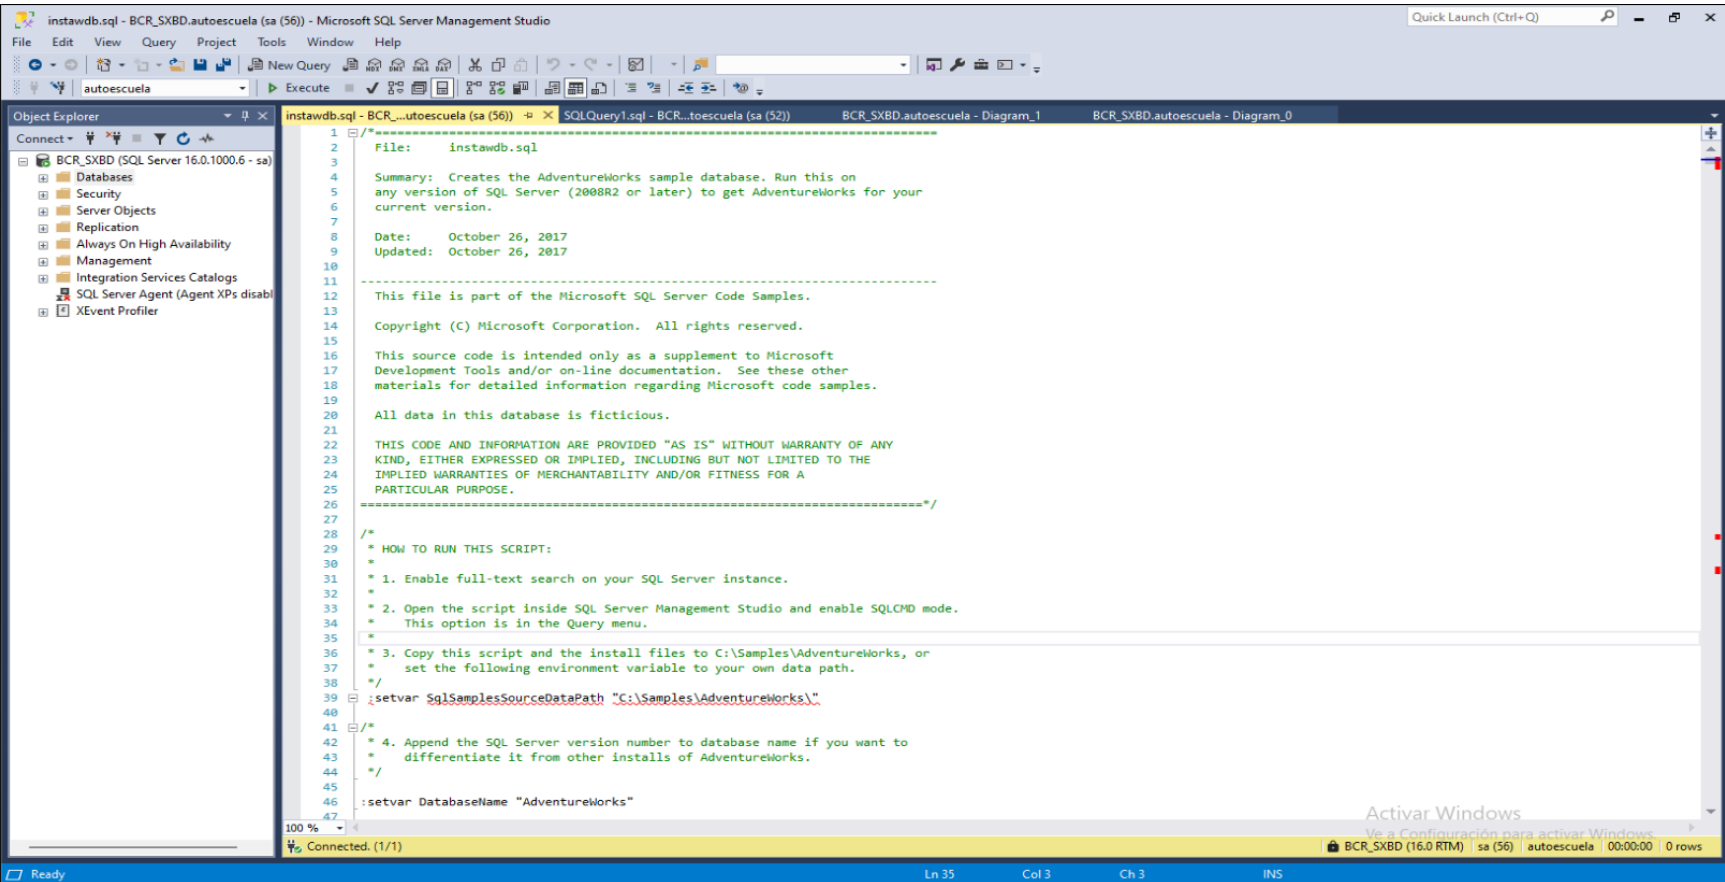 instawdb.sql - BCR_SXBD.autoescuela (sa (56)) - Microsoft SQL Server Management Studio
Quick Launch (Ctrl+Q)
File Edit View Query Project Tools Window Help
New Query
autoescuela
Execute
Object Explorer
instawdb.sql - BCR_...utoescuela (sa (56))
SQLQuery1.sql - BCR...toescuela (sa (52))
BCR_SXBD.autoescuela - Diagram_1
BCR_SXBD.autoescuela - Diagram_0
Connect
BCR_SXBD (SQL Server 16.0.1000.6 - sa)
Databases
Security
Server Objects
Replication
Always On High Availability
Management
Integration Services Catalogs
SQL Server Agent (Agent XPs disabl
XEvent Profiler
1 /*==============================================================================
2 File: instawdb.sql
3
4 Summary: Creates the AdventureWorks sample database. Run this on
5 any version of SQL Server (2008R2 or later) to get AdventureWorks for your
6 current version.
7
8 Date: October 26, 2017
9 Updated: October 26, 2017
10
11 ------------------------------------------------------------------------------
12 This file is part of the Microsoft SQL Server Code Samples.
13
14 Copyright (C) Microsoft Corporation. All rights reserved.
15
16 This source code is intended only as a supplement to Microsoft
17 Development Tools and/or on-line documentation. See these other
18 materials for detailed information regarding Microsoft code samples.
19
20 All data in this database is ficticious.
21
22 THIS CODE AND INFORMATION ARE PROVIDED "AS IS" WITHOUT WARRANTY OF ANY
23 KIND, EITHER EXPRESSED OR IMPLIED, INCLUDING BUT NOT LIMITED TO THE
24 IMPLIED WARRANTIES OF MERCHANTABILITY AND/OR FITNESS FOR A
25 PARTICULAR PURPOSE.
26 ============================================================================*/
27
28 /*
29 * HOW TO RUN THIS SCRIPT:
30 *
31 * 1. Enable full-text search on your SQL Server instance.
32 *
33 * 2. Open the script inside SQL Server Management Studio and enable SQLCMD mode.
34 * This option is in the Query menu.
35 *
36 * 3. Copy this script and the install files to C:\Samples\AdventureWorks, or
37 * set the following environment variable to your own data path.
38 */
39 :setvar SqlSamplesSourceDataPath "C:\Samples\AdventureWorks\"
40
41 /*
42 * 4. Append the SQL Server version number to database name if you want to
43 * differentiate it from other installs of AdventureWorks.
44 */
45
46 :setvar DatabaseName "AdventureWorks"
47
100 %
Activar Windows
Ve a Configuración para activar Windows.
Connected. (1/1)
BCR_SXBD (16.0 RTM) sa (56) autoescuela 00:00:00 0 rows
Ready Ln 35 Col 3 Ch 3 INS